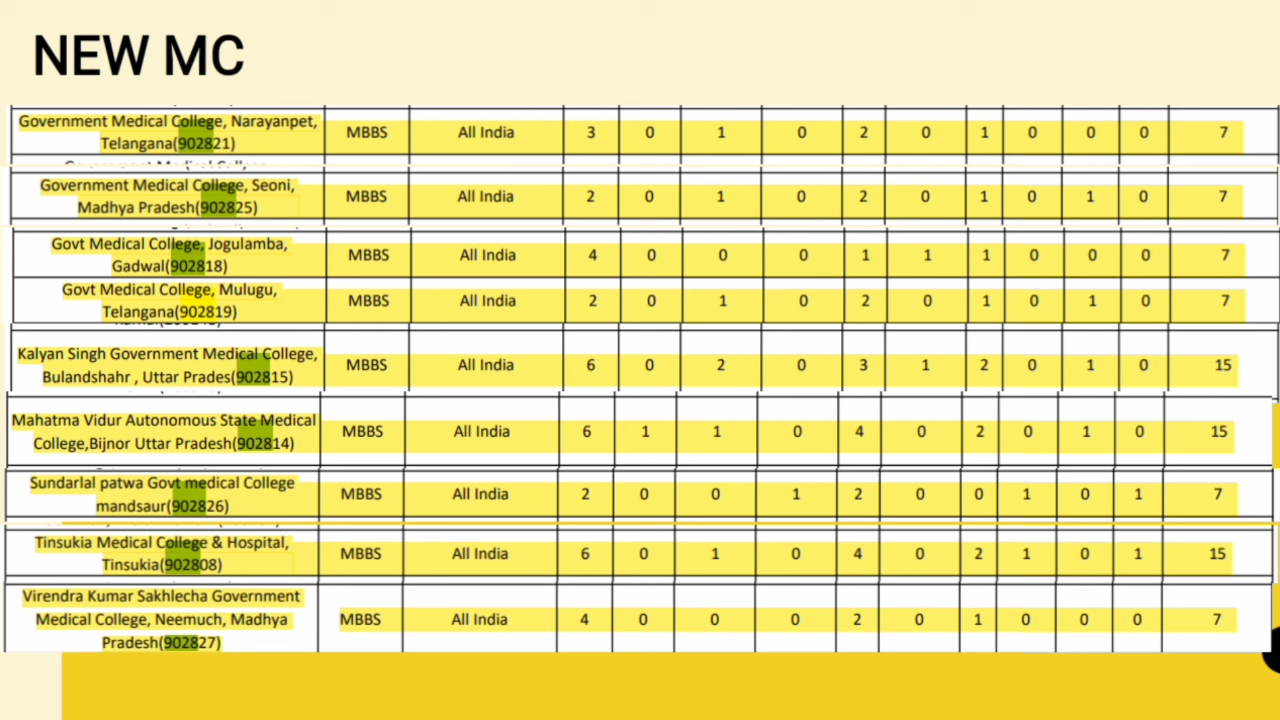 NEW MC
Government Medical College, Narayanpet,
Telangana(902821) MBBS All India 3 0 1 0 2 0 1 0 0 0 7
Government Medical College, Seoni,
Madhya Pradesh(902825) MBBS All India 2 0 1 0 2 0 1 0 1 0 7
Govt Medical College, Jogulamba,
Gadwal(902818) MBBS All India 4 0 0 0 1 1 1 0 0 0 7
Govt Medical College, Mulugu,
Telangana(902819) MBBS All India 2 0 1 0 2 0 1 0 1 0 7
Kalyan Singh Government Medical College,
Bulandshahr , Uttar Prades(902815) MBBS All India 6 0 2 0 3 1 2 0 1 0 15
Mahatma Vidur Autonomous State Medical
College,Bijnor Uttar Pradesh(902814) MBBS All India 6 1 1 0 4 0 2 0 1 0 15
Sundarlal patwa Govt medical College
mandsaur(902826) MBBS All India 2 0 0 1 2 0 0 1 0 1 7
Tinsukia Medical College & Hospital,
Tinsukia(902808) MBBS All India 6 0 1 0 4 0 2 1 0 1 15
Virendra Kumar Sakhlecha Government
Medical College, Neemuch, Madhya MBBS All India 4 0 0 0 2 0 1 0 0 0 7
Pradesh(902827)